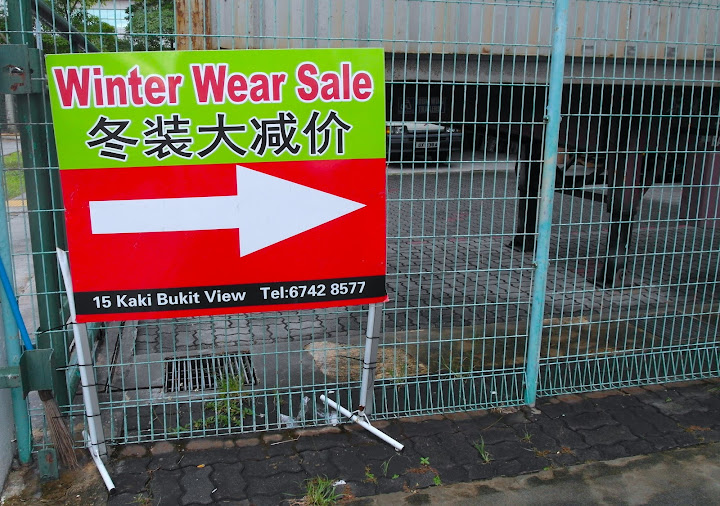 Winter Wear Sale
冬装大减价
15 Kaki Bukit View Tel:6742 8577